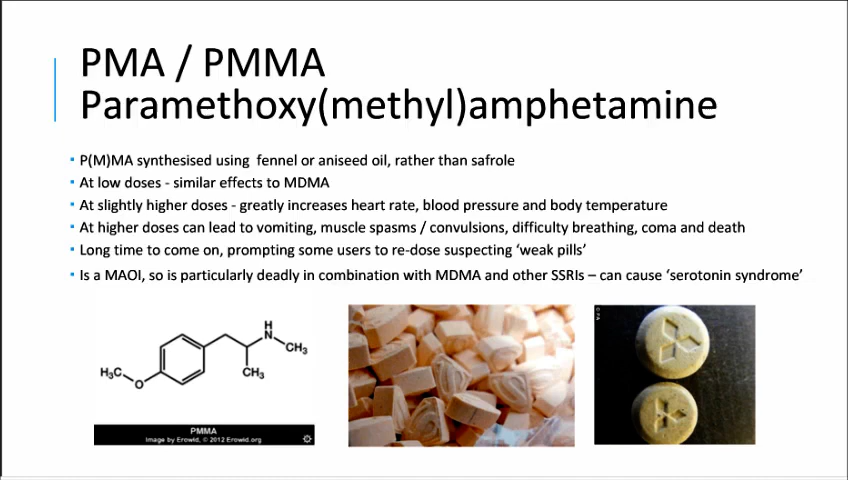 PMA / PMMA
Paramethoxy(methyl)amphetamine
▪ P(M)MA synthesised using fennel or aniseed oil, rather than safrole
▪ At low doses - similar effects to MDMA
▪ At slightly higher doses - greatly increases heart rate, blood pressure and body temperature
▪ At higher doses can lead to vomiting, muscle spasms / convulsions, difficulty breathing, coma and death
▪ Long time to come on, prompting some users to re-dose suspecting ‘weak pills’
▪ Is a MAOI, so is particularly deadly in combination with MDMA and other SSRIs – can cause ‘serotonin syndrome’
H
N
CH₃
H₃C
O
CH₃
PMMA
Image by Erowid, © 2012 Erowid.org
© PA